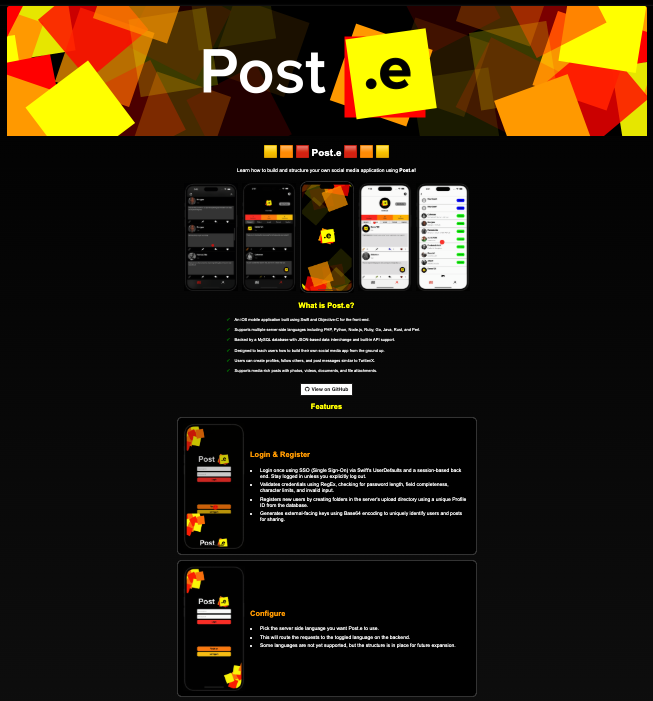 Post .e
Post.e
Learn how to build and structure your own social media application using Post.e!
.e
What is Post.e?
An iOS mobile application built using Swift and Objective-C for the front-end.
Supports multiple server-side languages including PHP, Python, Node.js, Ruby, Go, Java, Rust, and Perl.
Backed by a MySQL database with JSON-based data interchange and built-in API support.
Designed to teach users how to build their own social media app from the ground up.
Users can create profiles, follow others, and post messages similar to Twitter/X.
Supports media-rich posts with photos, videos, documents, and file attachments.
View on GitHub
Features
Post .e
Post .e
Login & Register
Login once using SSO (Single Sign-On) via Swift's UserDefaults and a session-based back
end. Stay logged in unless you explicitly log out.
Validates credentials using RegEx, checking for password length, field completeness,
character limits, and invalid input.
Registers new users by creating folders in the server's upload directory using a unique Profile
ID from the database.
Generates external-facing keys using Base64 encoding to uniquely identify users and posts
for sharing.
Post .e
Configure
Pick the server side language you want Post.e to use.
This will route the requests to the toggled language on the backend.
Some languages are not yet supported, but the structure is in place for future expansion.